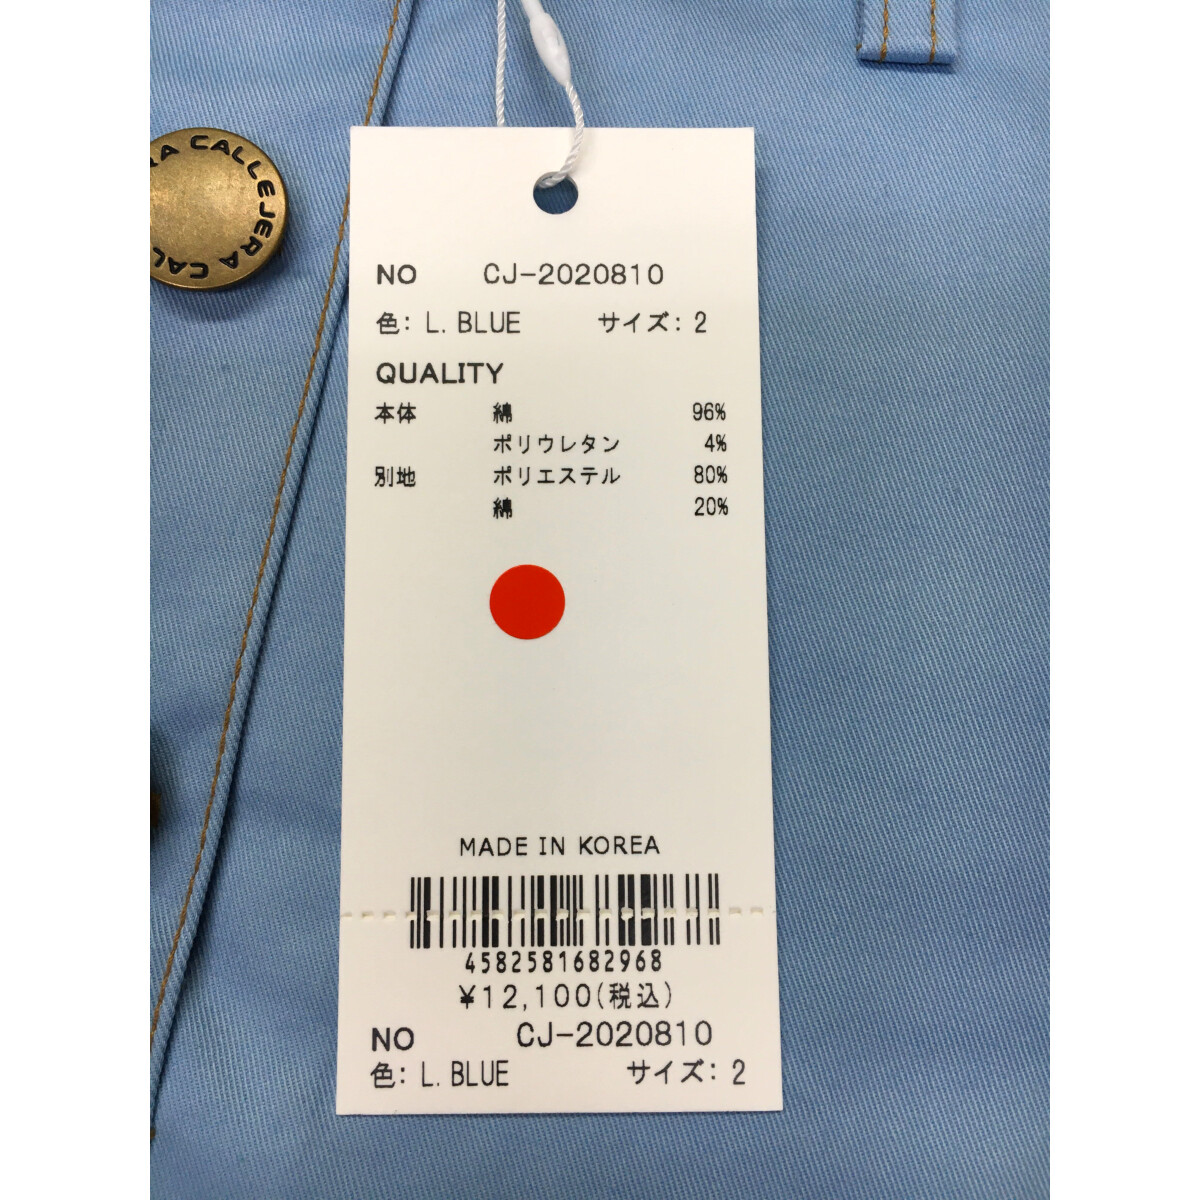 RA CALLEJERA CAL
NO CJ-2020810
色: L. BLUE サイズ: 2
QUALITY
本体 綿 96%
ポリウレタン 4%
別地 ポリエステル 80%
綿 20%
MADE IN KOREA
4582581682968
¥12,100(税込)
NO CJ-2020810
色: L. BLUE サイズ: 2